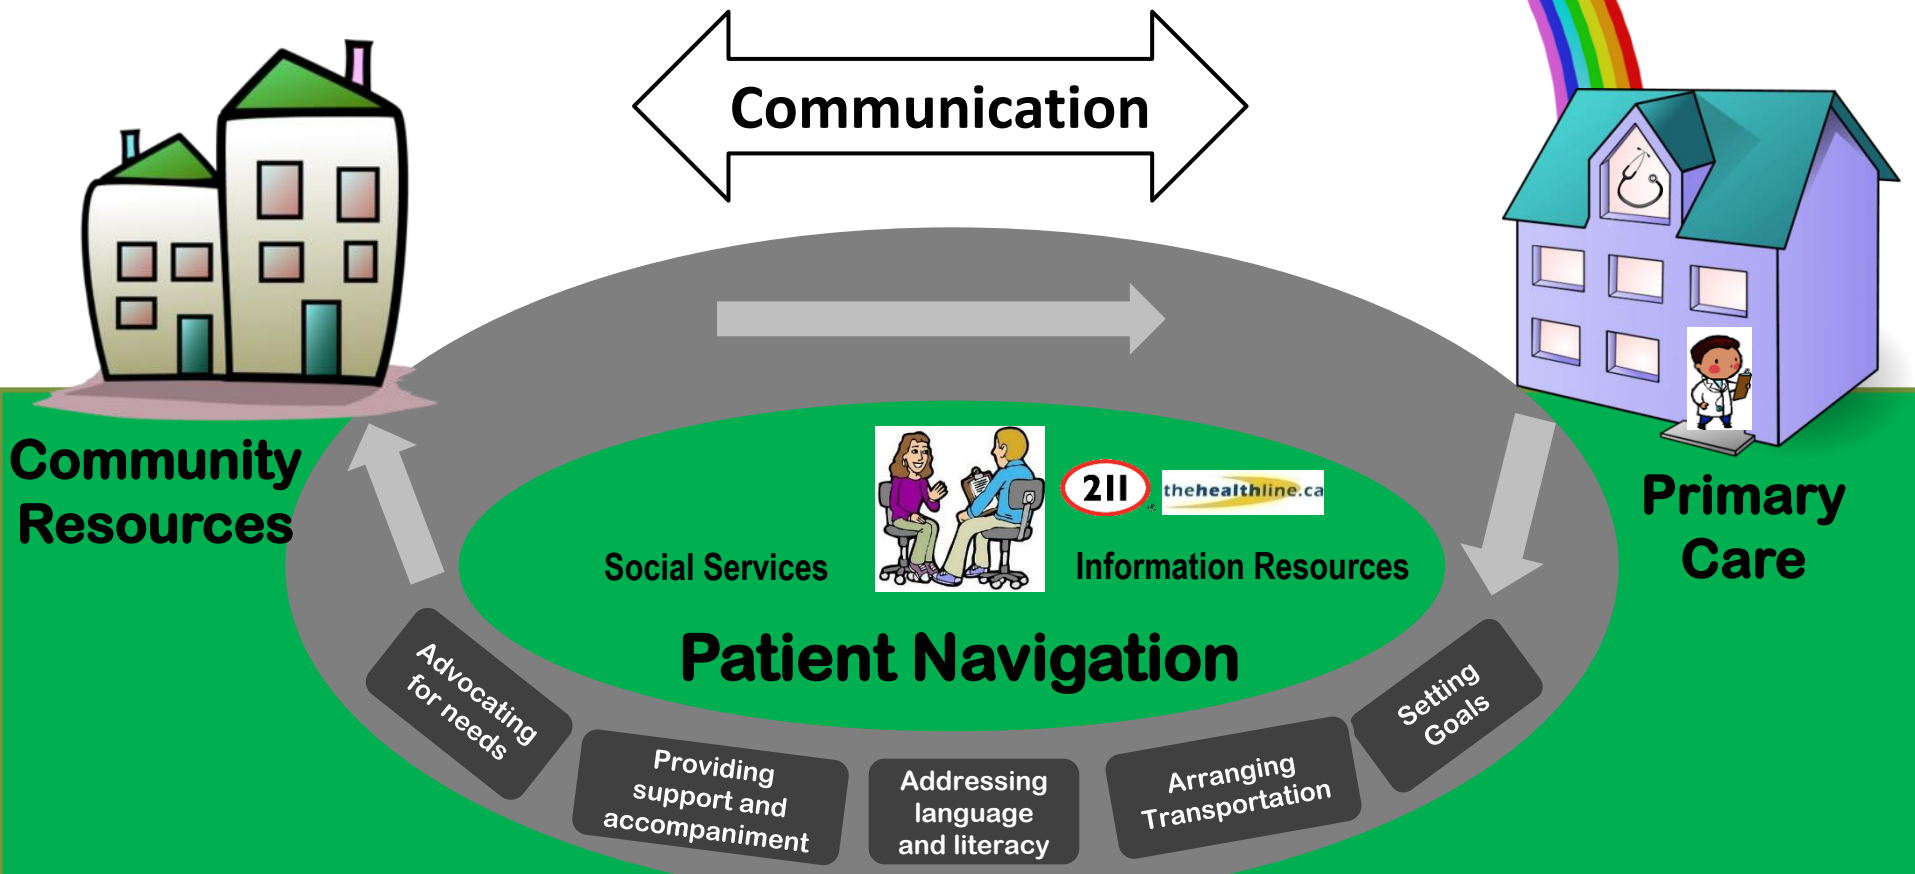 Communication
Community
Resources
Primary
Care
211
thehealthline.ca
Social Services
Information Resources
Patient Navigation
Advocating
for needs
Providing
support and
accompaniment
Addressing
language
and literacy
Arranging
Transportation
Setting
Goals